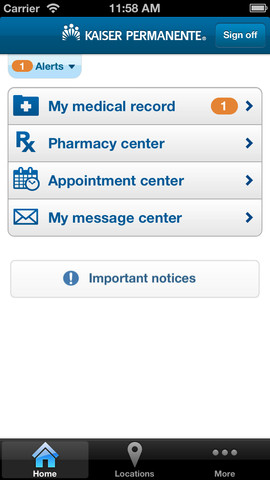 Carrier 11:58 AM
KAISER PERMANENTE® Sign off
1 Alerts
My medical record 1
Rx Pharmacy center
Appointment center
My message center
! Important notices
Home Locations More